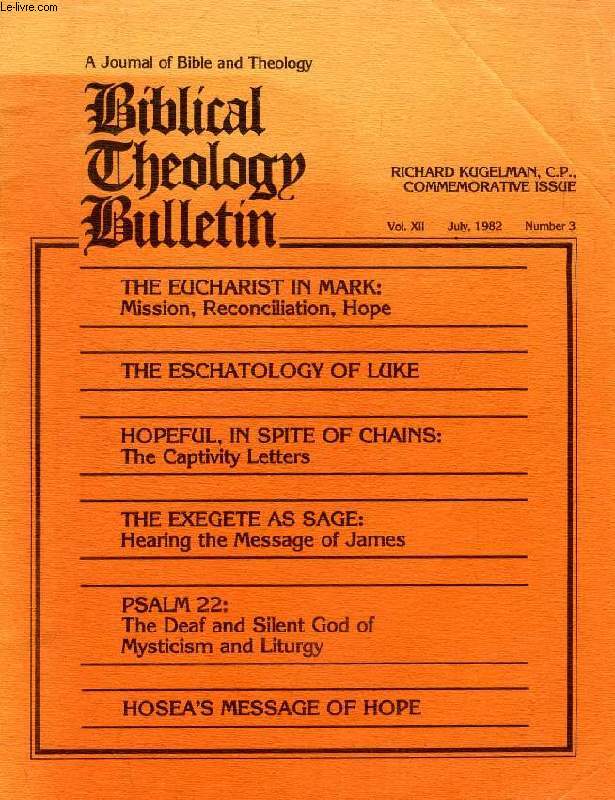 Le-livre.com
A Journal of Bible and Theology
Biblical
Theology
Bulletin
RICHARD KUGELMAN, C.P.,
COMMEMORATIVE ISSUE
Vol. XII July, 1982 Number 3
THE EUCHARIST IN MARK:
Mission, Reconciliation, Hope
THE ESCHATOLOGY OF LUKE
HOPEFUL, IN SPITE OF CHAINS:
The Captivity Letters
THE EXEGETE AS SAGE:
Hearing the Message of James
PSALM 22:
The Deaf and Silent God of
Mysticism and Liturgy
HOSEA'S MESSAGE OF HOPE